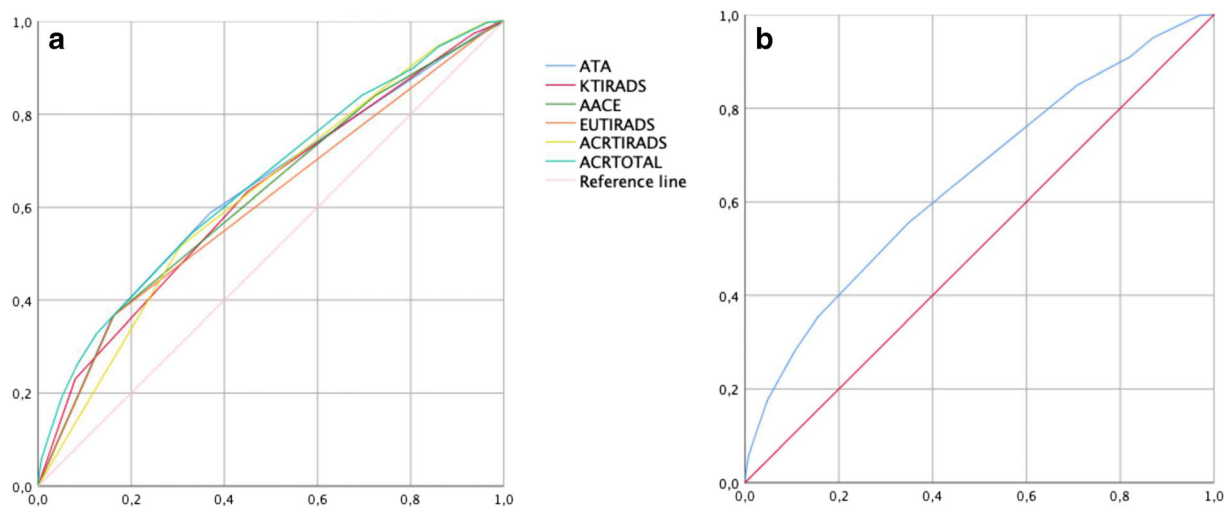 a
1,0
0,8
0,6
0,4
0,2
0,0
0,0 0,2 0,4 0,6 0,8 1,0
ATA
KTIRADS
AACE
EUTIRADS
ACRTIRADS
ACRTOTAL
Reference line
b
1,0
0,8
0,6
0,4
0,2
0,0
0,0 0,2 0,4 0,6 0,8 1,0